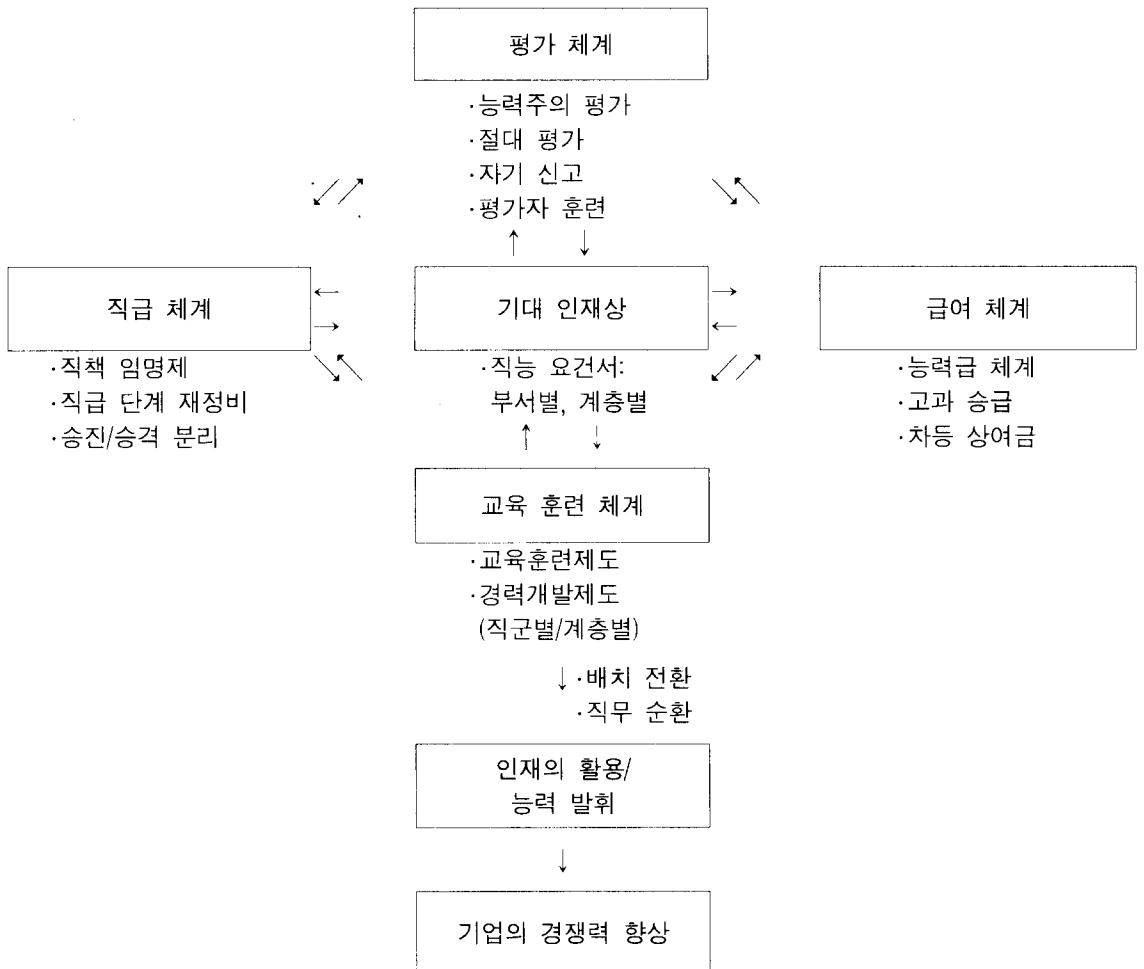 평가 체계
·능력주의 평가
·절대 평가
·자기 신고
·평가자 훈련
직급 체계
·직책 임명제
·직급 단계 재정비
·승진/승격 분리
기대 인재상
·직능 요건서:
부서별, 계층별
급여 체계
·능력급 체계
·고과 승급
·차등 상여금
교육 훈련 체계
·교육훈련제도
·경력개발제도
(직군별/계층별)
·배치 전환
·직무 순환
인재의 활용/
능력 발휘
기업의 경쟁력 향상